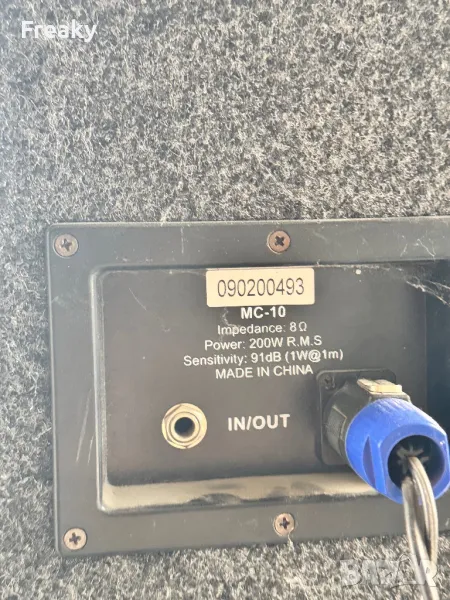 Freaky
090200493
MC-10
Impedance: 8Ω
Power: 200W R.M.S
Sensitivity: 91dB (1W@1m)
MADE IN CHINA
IN/OUT